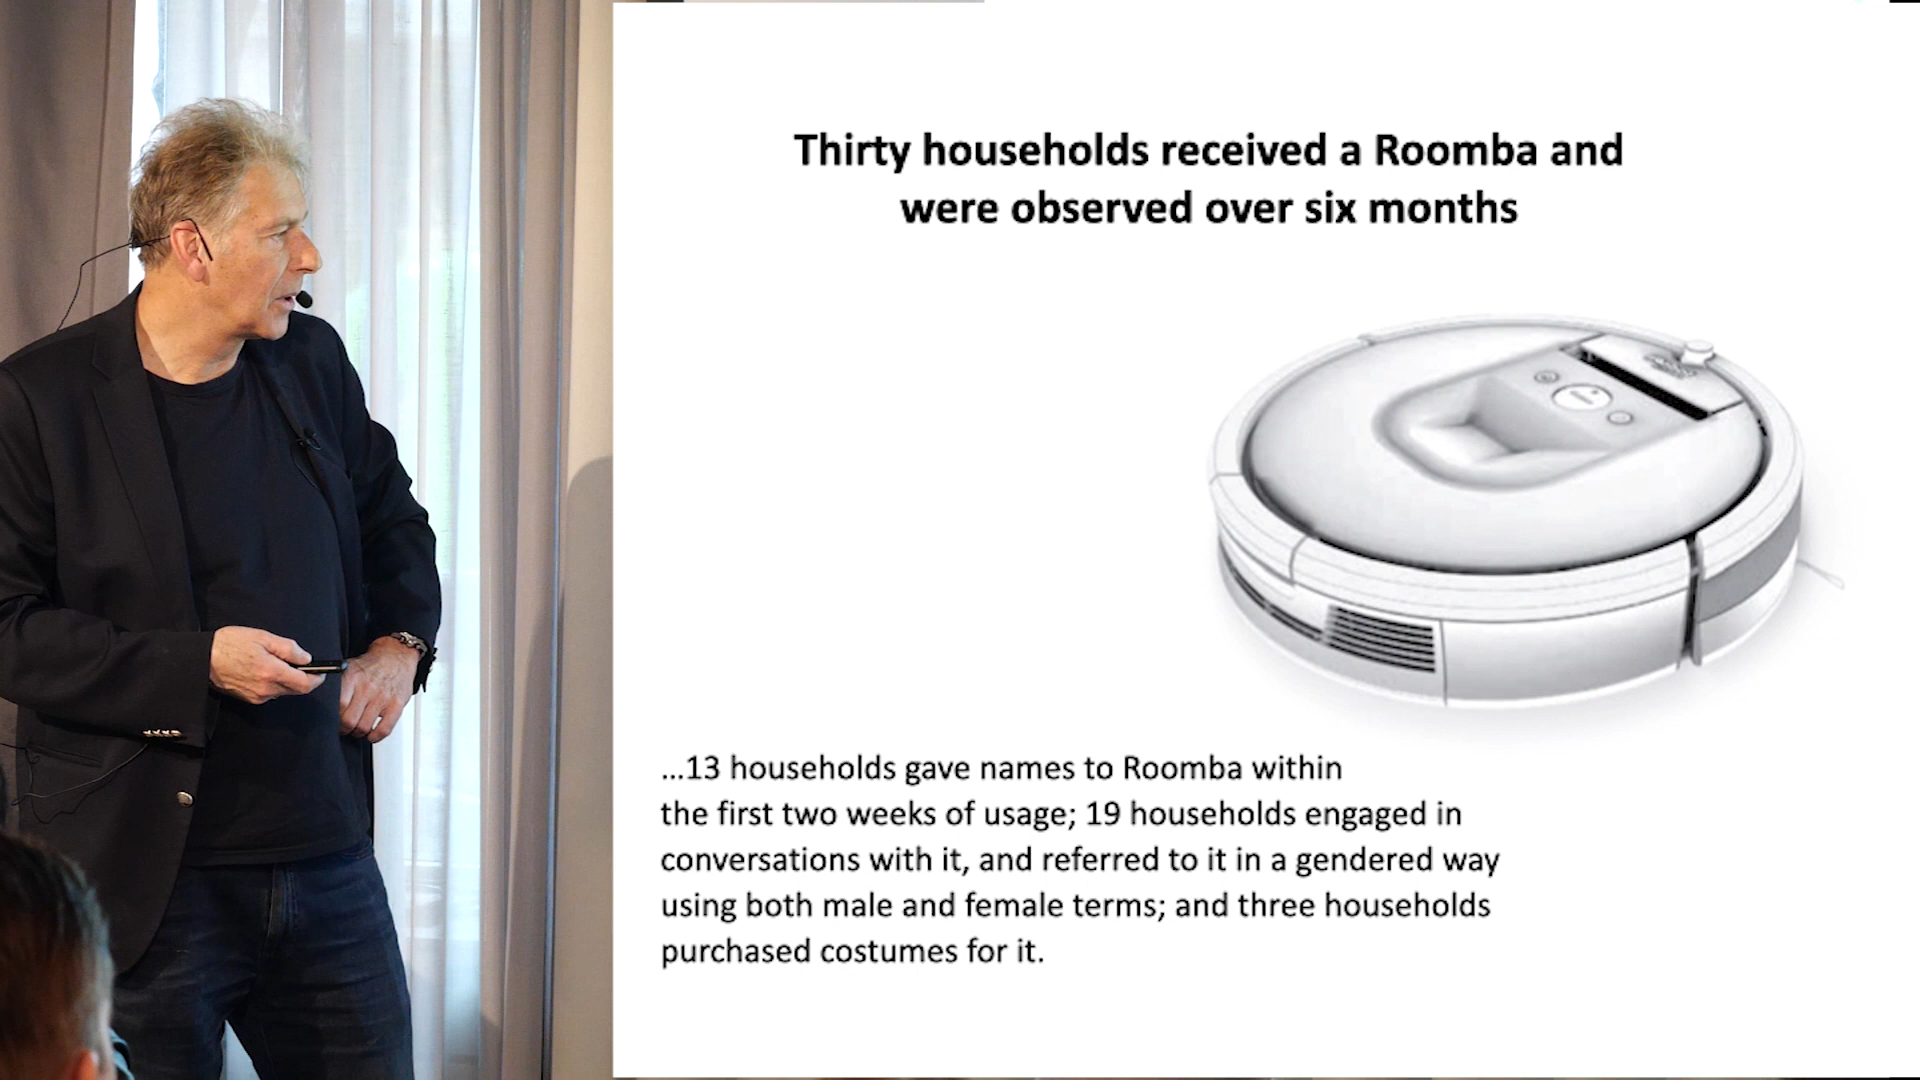 Thirty households received a Roomba and
were observed over six months
...13 households gave names to Roomba within
the first two weeks of usage; 19 households engaged in
conversations with it, and referred to it in a gendered way
using both male and female terms; and three households
purchased costumes for it.